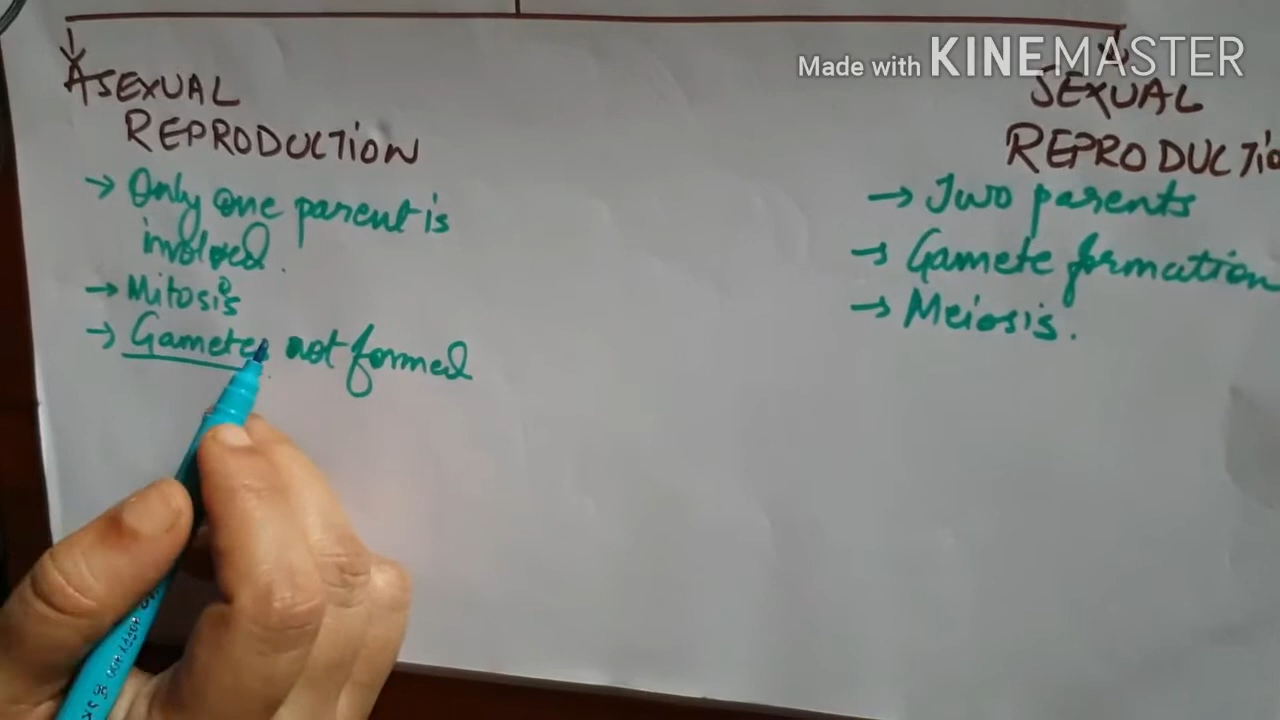 Made with KINEMASTER
ASEXUAL
REPRODUCTION
→ Only one parent is
involved.
→ Mitosis
→ Gametes not formed
SEXUAL
REPRODUCTIO
→ Two parents
→ Gamete formation
→ Meiosis.